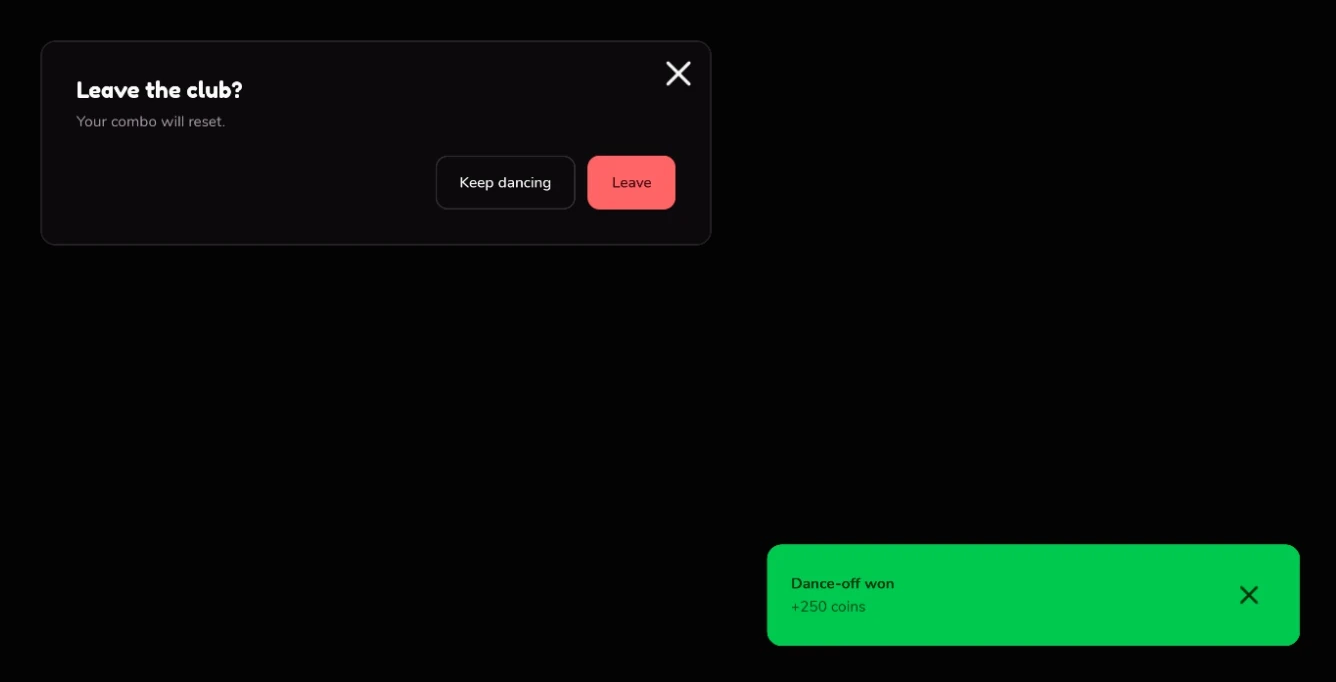 Leave the club?
Your combo will reset.
Keep dancing
Leave
Dance-off won
+250 coins